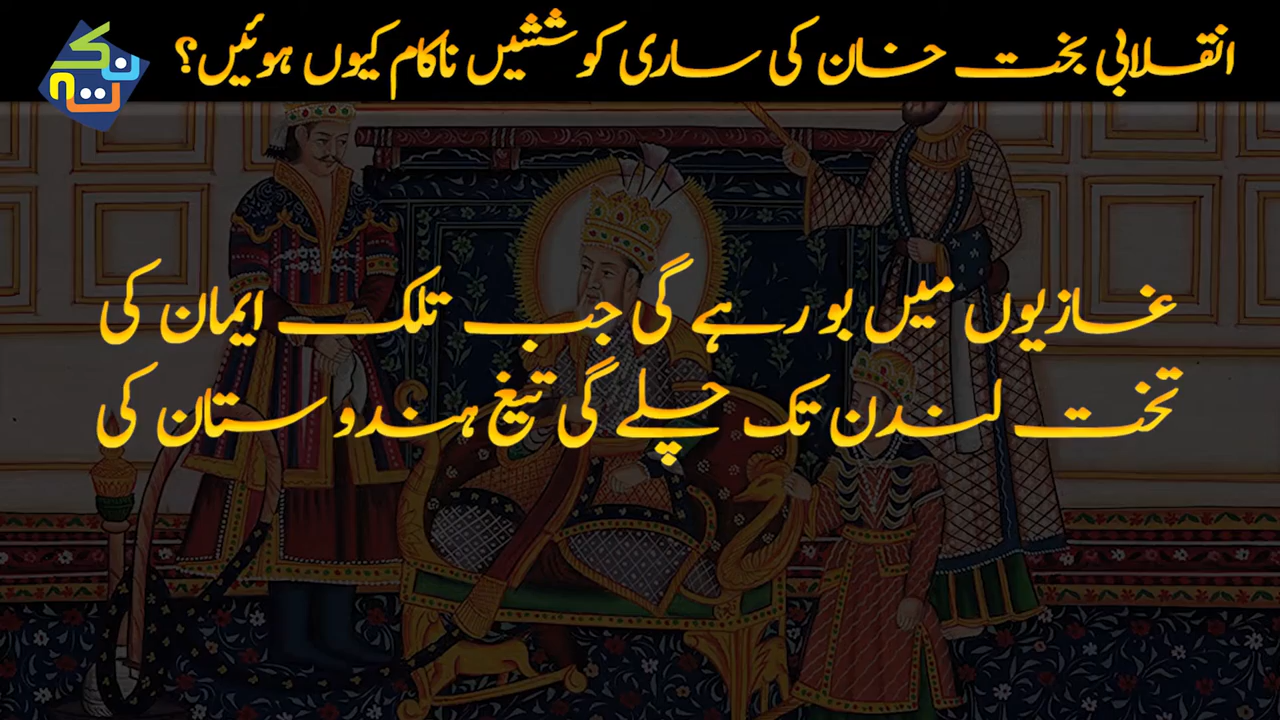 انقلابی بخت خان کی ساری کوششیں ناکام کیوں ہوئیں؟
غازیوں میں بو رہے گی جب تلک ایمان کی
تخت لندن تک چلے گی تیغ ہندوستان کی